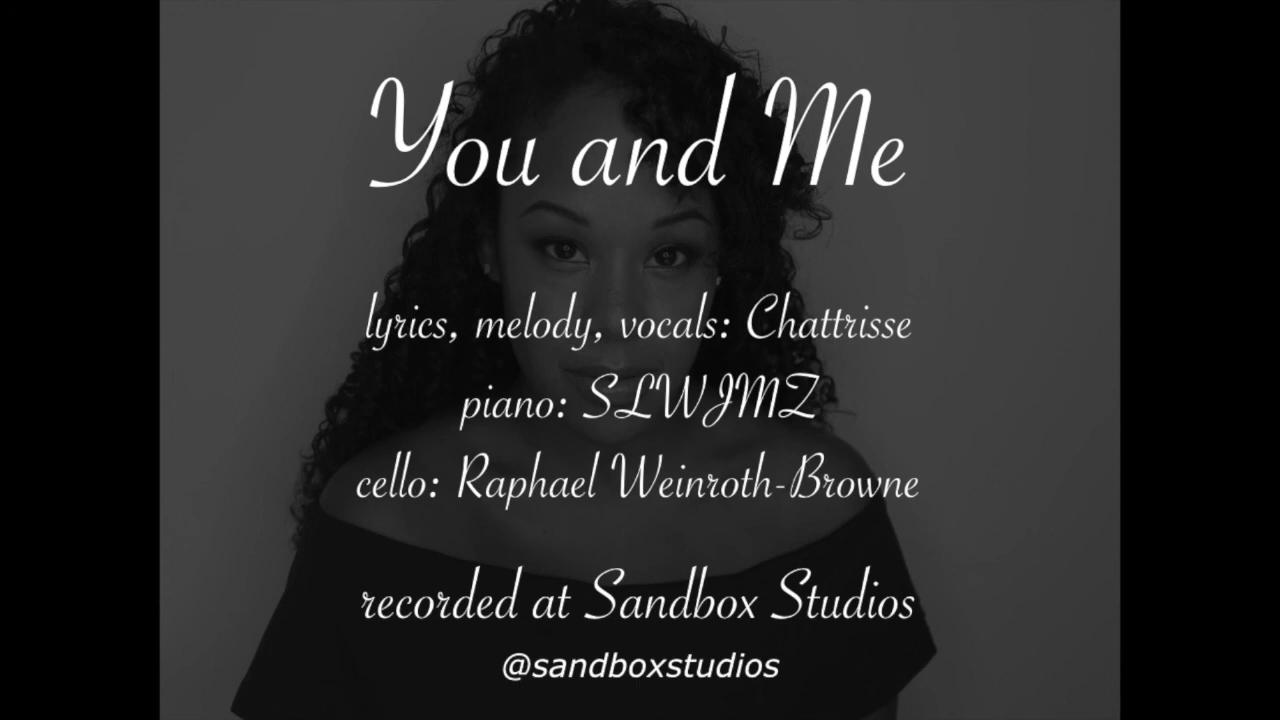 You and Me
lyrics, melody, vocals: Chattrisse
piano: SLWJMZ
cello: Raphael Weinroth-Browne
recorded at Sandbox Studios
@sandboxstudios